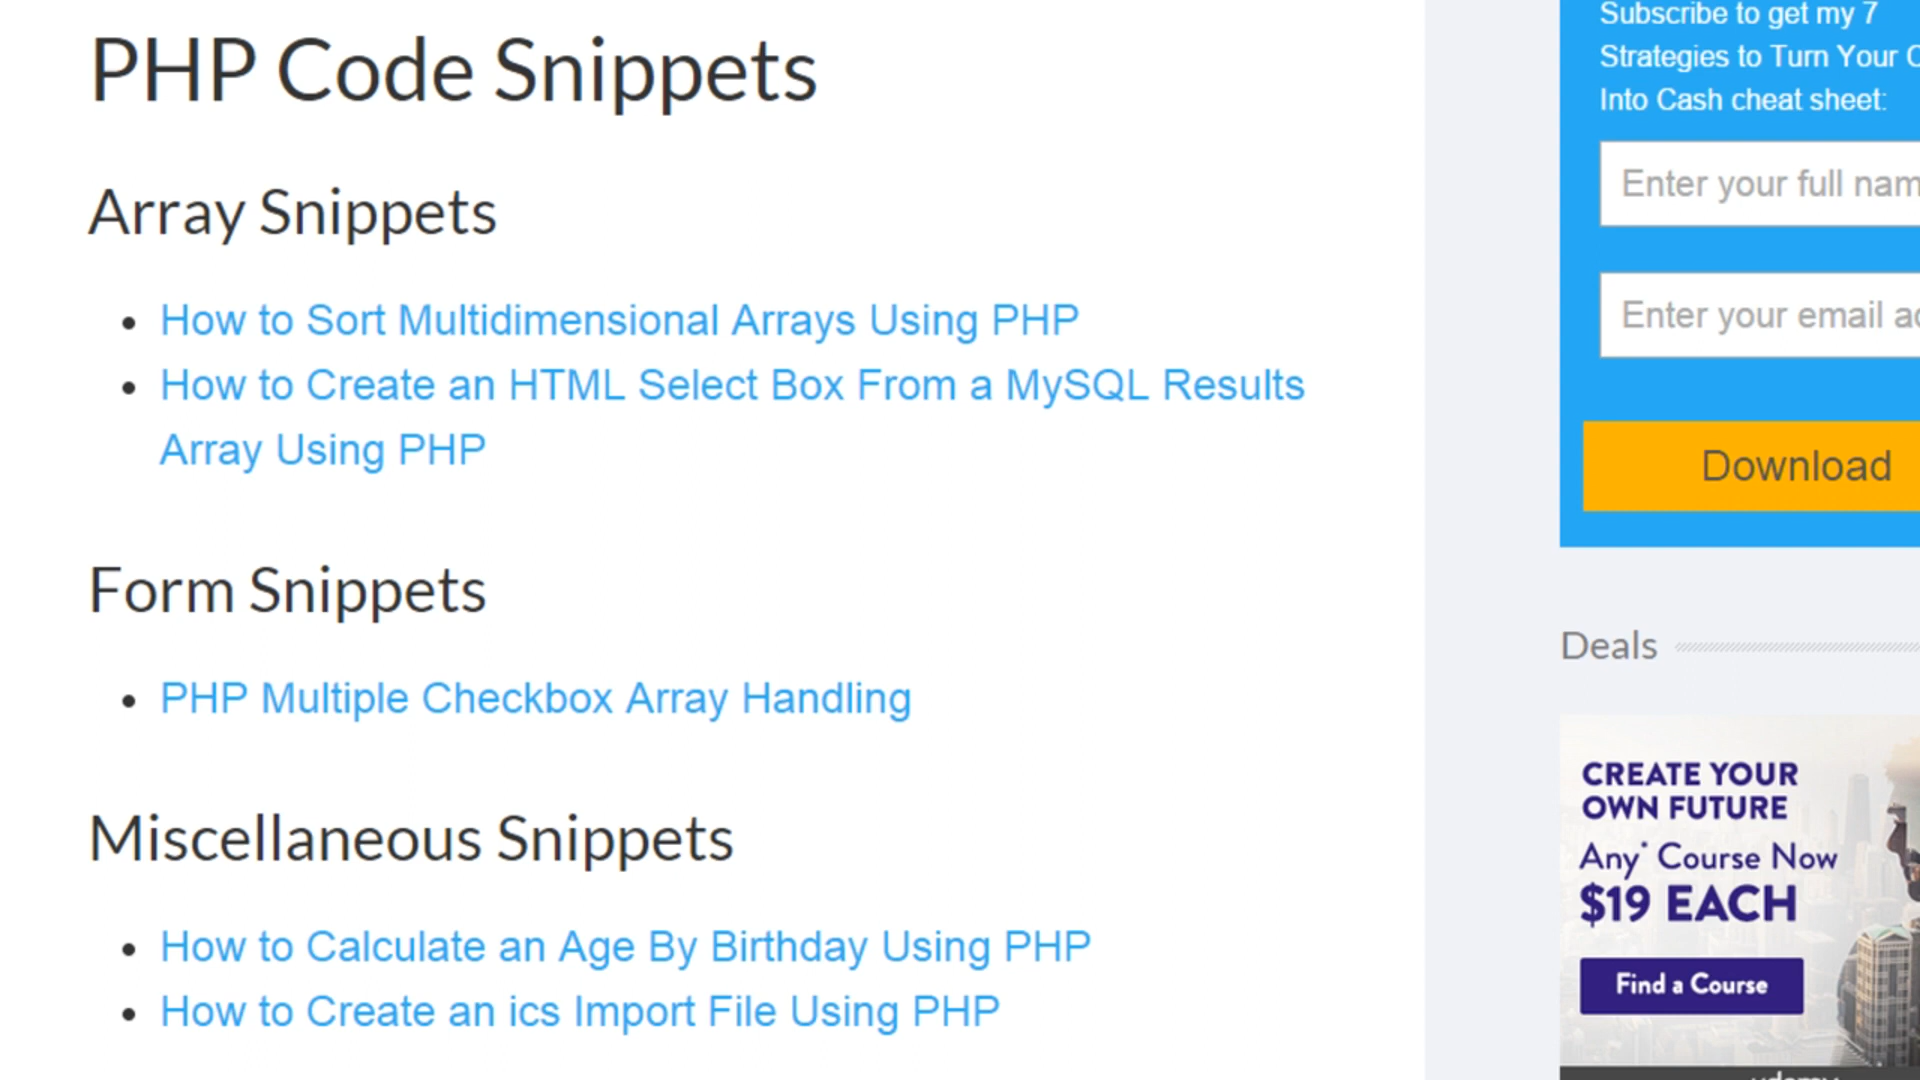 PHP Code Snippets
Array Snippets
How to Sort Multidimensional Arrays Using PHP
How to Create an HTML Select Box From a MySQL Results
Array Using PHP
Form Snippets
PHP Multiple Checkbox Array Handling
Miscellaneous Snippets
How to Calculate an Age By Birthday Using PHP
How to Create an ics Import File Using PHP
Subscribe to get my 7
Strategies to Turn Your
Into Cash cheat sheet:
Enter your full
Enter your email
Download
Deals
CREATE YOUR
OWN FUTURE
Any* Course Now
$19 EACH
Find a Course